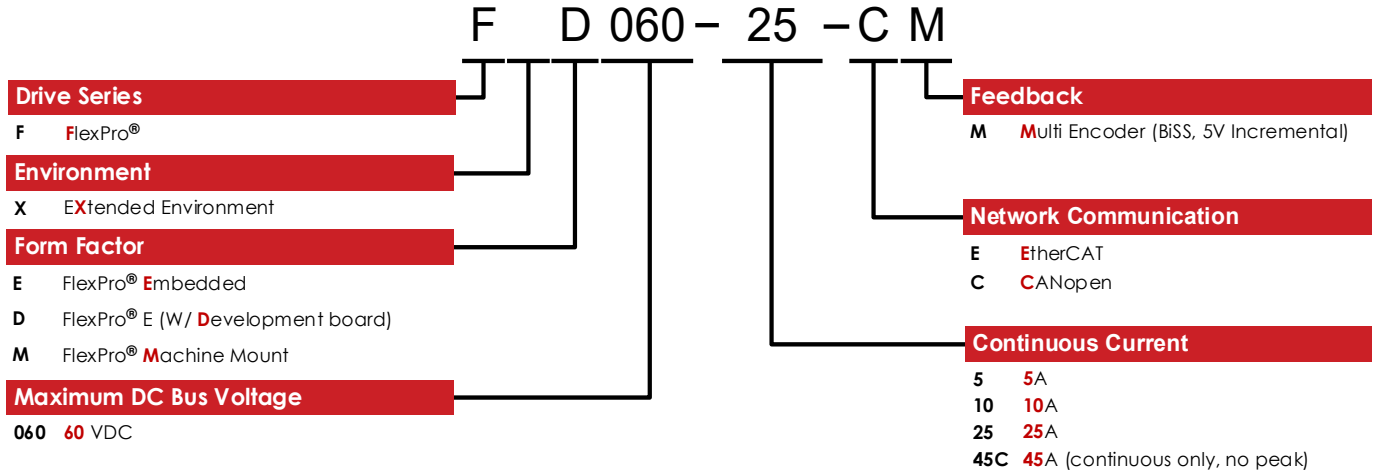 F D 060 – 25 – C M
Drive Series
F FlexPro®
Environment
X EXtended Environment
Form Factor
E FlexPro® Embedded
D FlexPro® E (W/ Development board)
M FlexPro® Machine Mount
Maximum DC Bus Voltage
060 60 VDC
Feedback
M Multi Encoder (BiSS, 5V Incremental)
Network Communication
E EtherCAT
C CANopen
Continuous Current
5 5A
10 10A
25 25A
45C 45A (continuous only, no peak)